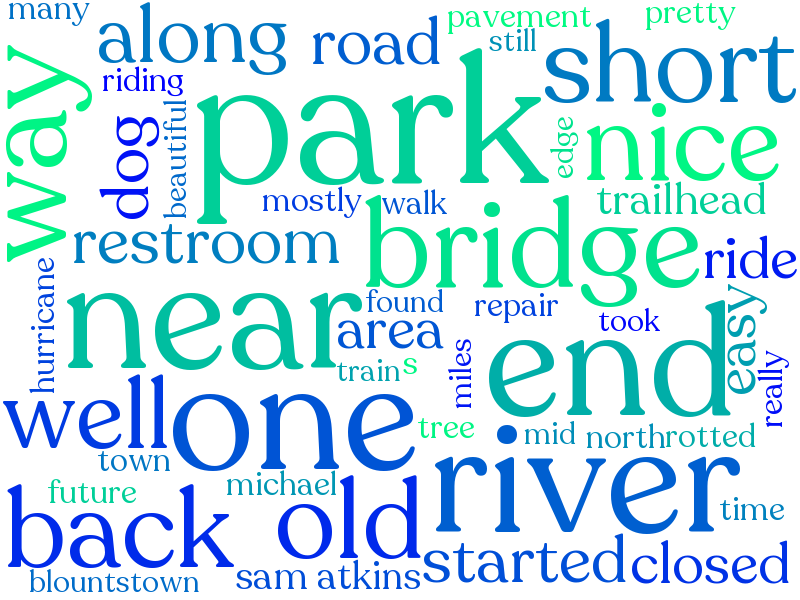 many
along
road
pavement
pretty
still
short
riding
way
dog
beautiful
park
edge
nice
mostly
walk
trailhead
restroom
bridge
ride
hurricane
near
found
repair
took
area
easy
train
s
miles
end
really
well
one
tree
mid
north
rotted
town
michael
river
future
back
old
time
started
closed
blountstown
sam atkins